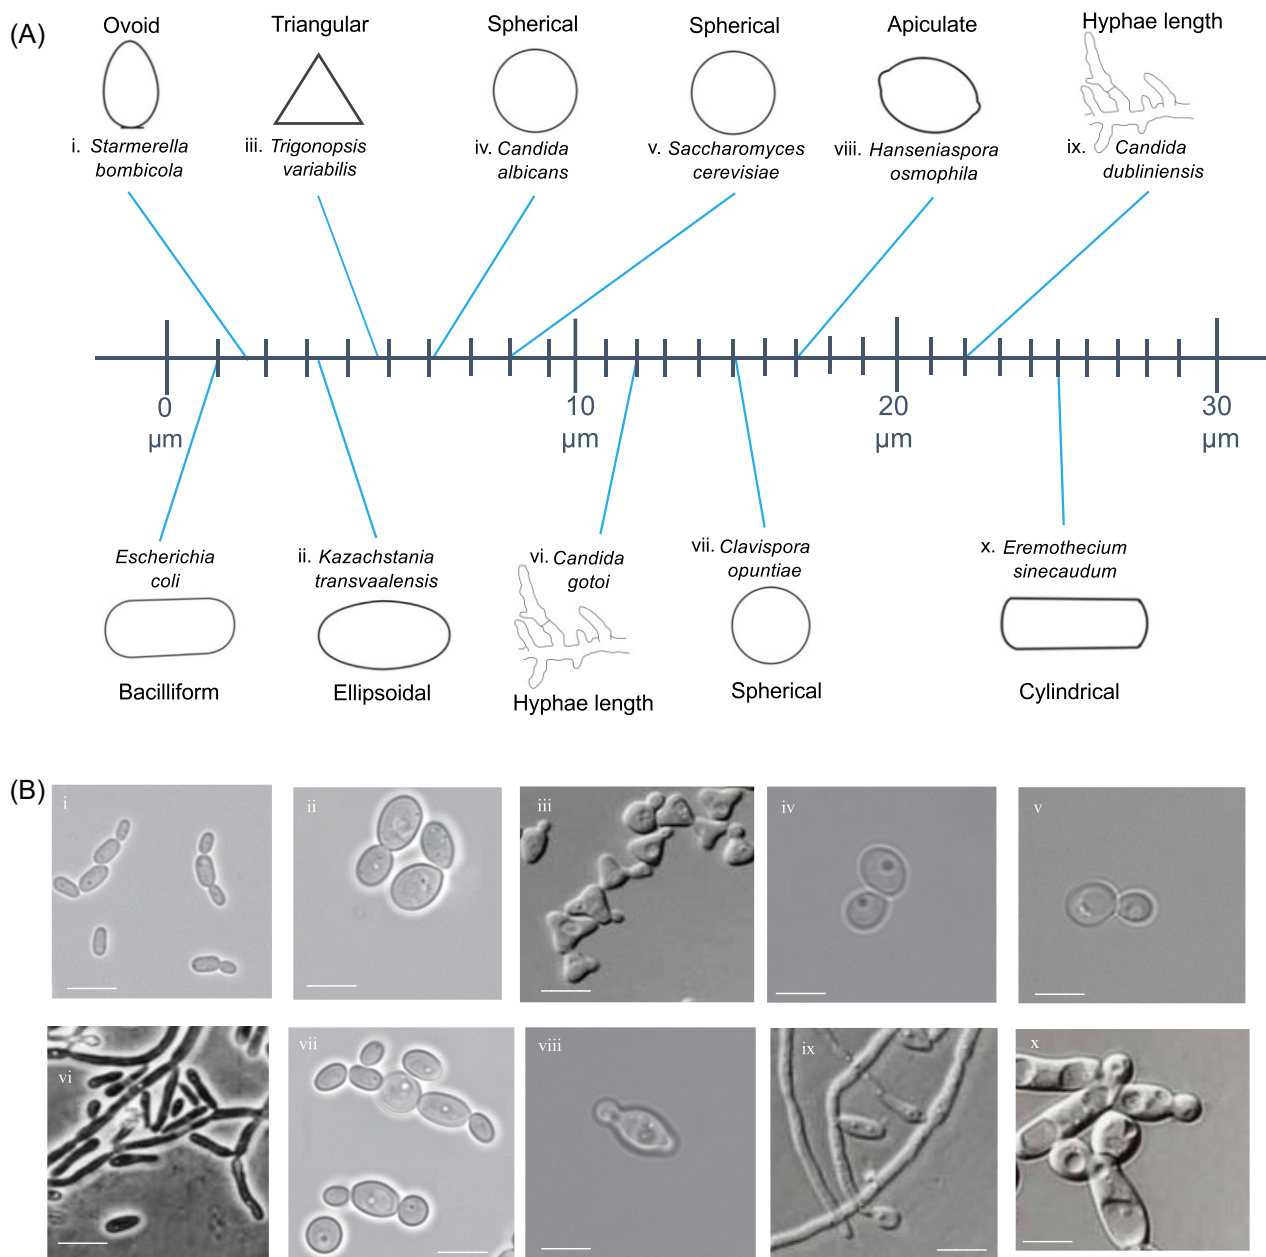 (A)
Ovoid
Triangular
Spherical
Spherical
Apiculate
Hyphae length
i. Starmerella
bombicola
iii. Trigonopsis
variabilis
iv. Candida
albicans
v. Saccharomyces
cerevisiae
viii. Hanseniaspora
osmophila
ix. Candida
dubliniensis
0
µm
10
µm
20
µm
30
µm
Escherichia
coli
ii. Kazachstania
transvaalensis
vi. Candida
gotoi
vii. Clavispora
opuntiae
x. Eremothecium
sinecaudum
Bacilliform
Ellipsoidal
Hyphae length
Spherical
Cylindrical
(B)
i
ii
iii
iv
v
vi
vii
viii
ix
x